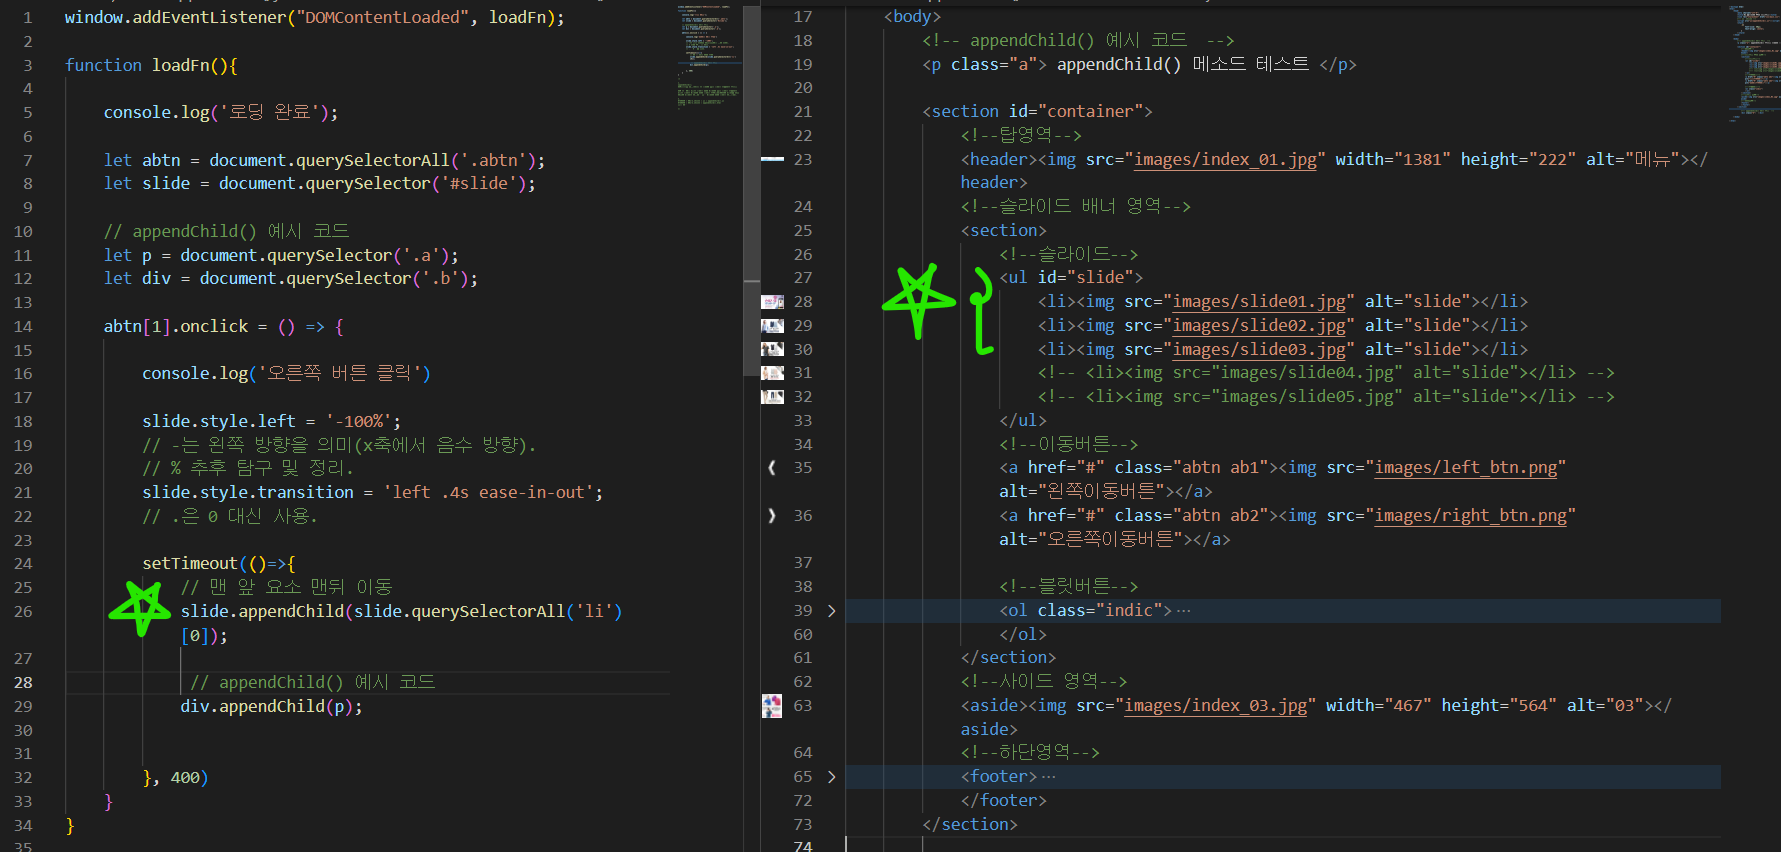 1 window.addEventListener("DOMContentLoaded", loadFn);
2
3 function loadFn(){
4
5 console.log('로딩 완료');
6
7 let abtn = document.querySelectorAll('.abtn');
8 let slide = document.querySelector('#slide');
9
10 // appendChild() 예시 코드
11 let p = document.querySelector('.a');
12 let div = document.querySelector('.b');
13
14 abtn[1].onclick = () => {
15
16 console.log('오른쪽 버튼 클릭')
17
18 slide.style.left = '-100%';
19 // -는 왼쪽 방향을 의미(x축에서 음수 방향).
20 // % 추후 탐구 및 정리.
21 slide.style.transition = 'left .4s ease-in-out';
22 // .은 0 대신 사용.
23
24 setTimeout(()=>{
25 // 맨 앞 요소 맨뒤 이동
26 slide.appendChild(slide.querySelectorAll('li')
[0]);
27
28 // appendChild() 예시 코드
29 div.appendChild(p);
30
31
32 }, 400)
33 }
34 }
35
17 <body>
18 <!-- appendChild() 예시 코드  -->
19 <p class="a"> appendChild() 메소드 테스트 </p>
20
21 <section id="container">
22 <!--탑영역-->
23 <header><img src="images/index_01.jpg" width="1381" height="222" alt="메뉴"></
header>
24 <!--슬라이드 배너 영역-->
25 <section>
26 <!--슬라이드-->
27 <ul id="slide">
28 <li><img src="images/slide01.jpg" alt="slide"></li>
29 <li><img src="images/slide02.jpg" alt="slide"></li>
30 <li><img src="images/slide03.jpg" alt="slide"></li>
31 <!-- <li><img src="images/slide04.jpg" alt="slide"></li> -->
32 <!-- <li><img src="images/slide05.jpg" alt="slide"></li> -->
33 </ul>
34 <!--이동버튼-->
35 <a href="#" class="abtn ab1"><img src="images/left_btn.png"
alt="왼쪽이동버튼"></a>
36 <a href="#" class="abtn ab2"><img src="images/right_btn.png"
alt="오른쪽이동버튼"></a>
37
38 <!--블릿버튼-->
39 <ol class="indic"> ···
60 </ol>
61 </section>
62 <!--사이드 영역-->
63 <aside><img src="images/index_03.jpg" width="467" height="564" alt="03"></
aside>
64 <!--하단영역-->
65 <footer> ···
72 </footer>
73 </section>
74